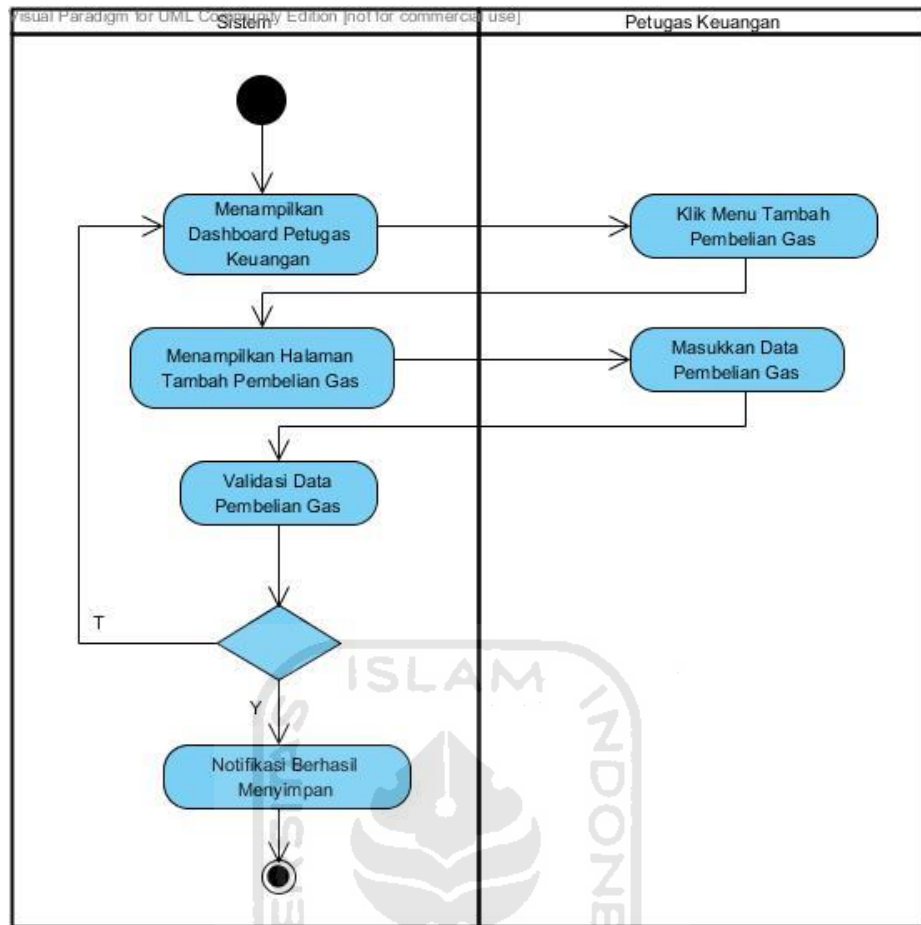 Visual Paradigm for UML Community Edition [not for commercial use]
Sistem
Petugas Keuangan
Menampilkan
Dashboard Petugas
Keuangan
Klik Menu Tambah
Pembelian Gas
Menampilkan Halaman
Tambah Pembelian Gas
Masukkan Data
Pembelian Gas
Validasi Data
Pembelian Gas
T
Y
Notifikasi Berhasil
Menyimpan
ISLAM